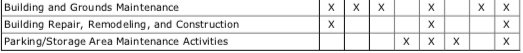 Building and Grounds Maintenance X X X X X X
Building Repair, Remodeling, and Construction X X X
Parking/Storage Area Maintenance Activities X X X X